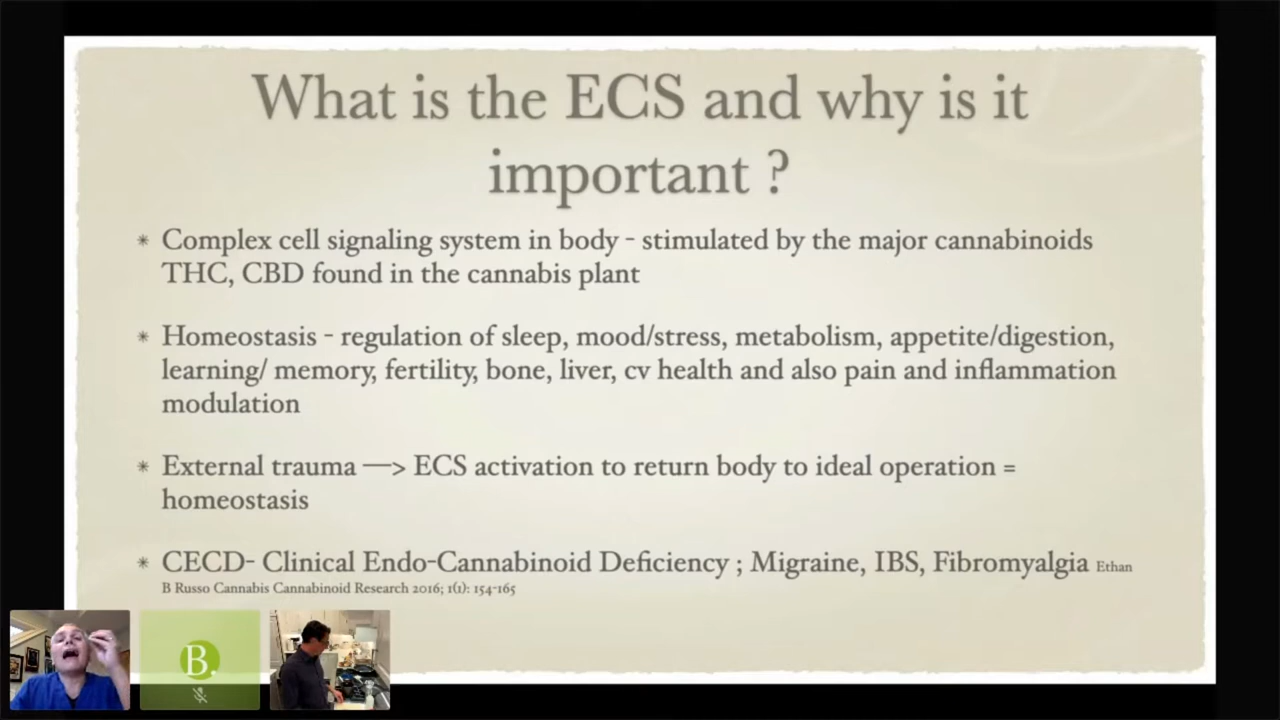 What is the ECS and why is it
important ?
* Complex cell signaling system in body - stimulated by the major cannabinoids
THC, CBD found in the cannabis plant
* Homeostasis - regulation of sleep, mood/stress, metabolism, appetite/digestion,
learning/ memory, fertility, bone, liver, cv health and also pain and inflammation
modulation
* External trauma —> ECS activation to return body to ideal operation =
homeostasis
* CECD- Clinical Endo-Cannabinoid Deficiency ; Migraine, IBS, Fibromyalgia Ethan
B Russo Cannabis Cannabinoid Research 2016; 1(1): 154-165
B.